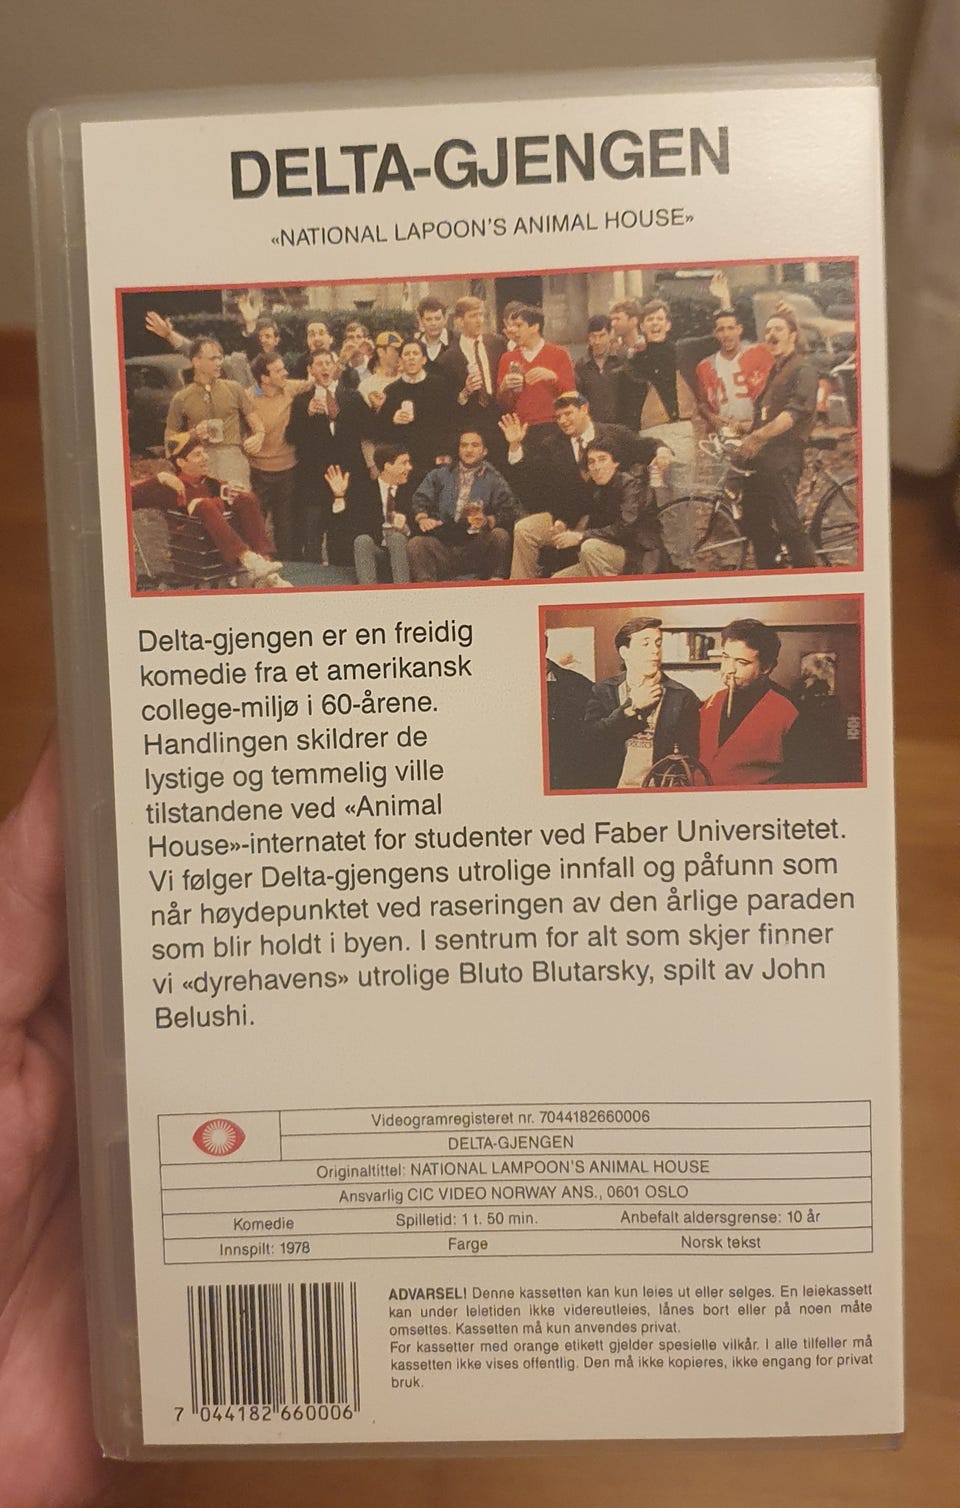 DELTA-GJENGEN
«NATIONAL LAPOON'S ANIMAL HOUSE»
Delta-gjengen er en freidig
komedie fra et amerikansk
college-miljø i 60-årene.
Handlingen skildrer de
lystige og temmelig ville
tilstandene ved «Animal
House»-internatet for studenter ved Faber Universitetet.
Vi følger Delta-gjengens utrolige innfall og påfunn som
når høydepunktet ved raseringen av den årlige paraden
som blir holdt i byen. I sentrum for alt som skjer finner
vi «dyrehavens» utrolige Bluto Blutarsky, spilt av John
Belushi.
Videogramregisteret nr. 7044182660006
DELTA-GJENGEN
Originaltittel: NATIONAL LAMPOON'S ANIMAL HOUSE
Ansvarlig CIC VIDEO NORWAY ANS., 0601 OSLO
Komedie Spilletid: 1 t. 50 min. Anbefalt aldersgrense: 10 år
Innspilt: 1978 Farge Norsk tekst
ADVARSEL! Denne kassetten kan kun leies ut eller selges. En leiekassett
kan under leietiden ikke videreutleies, lånes bort eller på noen måte
omsettes. Kassetten må kun anvendes privat.
For kassetter med orange etikett gjelder spesielle vilkår. I alle tilfeller må
kassetten ikke vises offentlig. Den må ikke kopieres, ikke engang for privat
bruk.
7 044182 660006